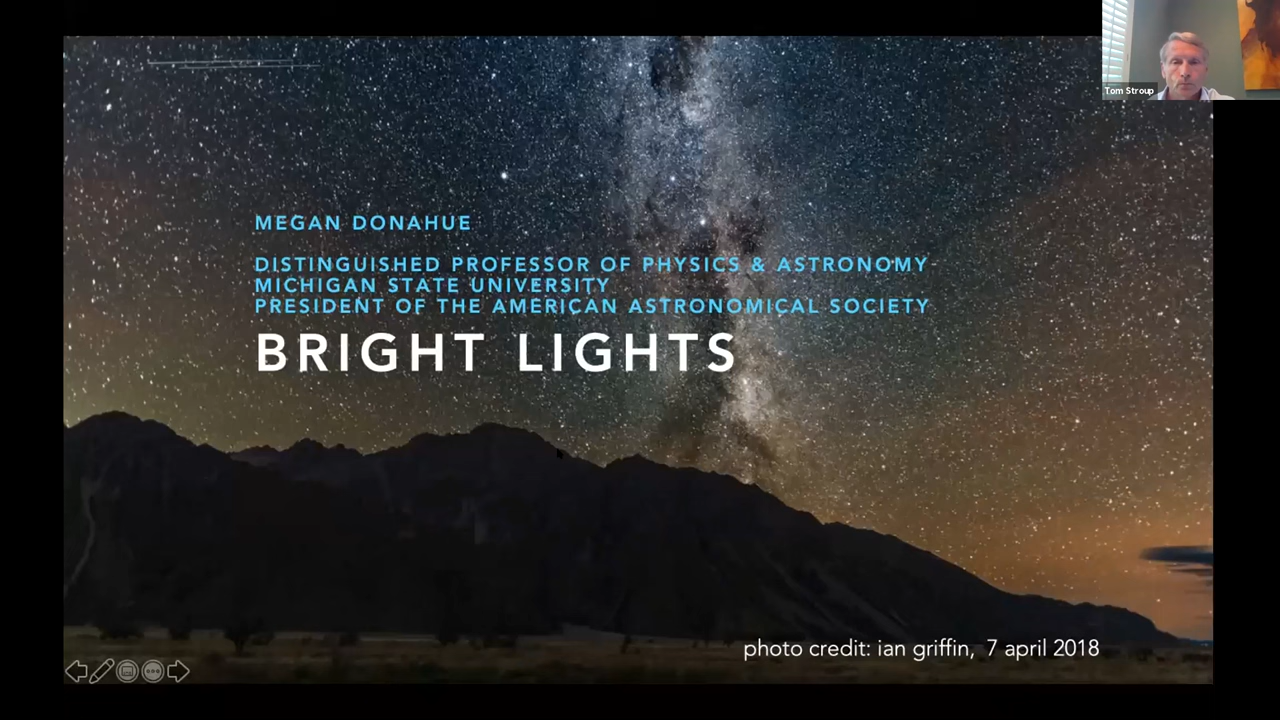 Tom Stroup
MEGAN DONAHUE
DISTINGUISHED PROFESSOR OF PHYSICS & ASTRONOMY
MICHIGAN STATE UNIVERSITY
PRESIDENT OF THE AMERICAN ASTRONOMICAL SOCIETY
BRIGHT LIGHTS
photo credit: ian griffin, 7 april 2018